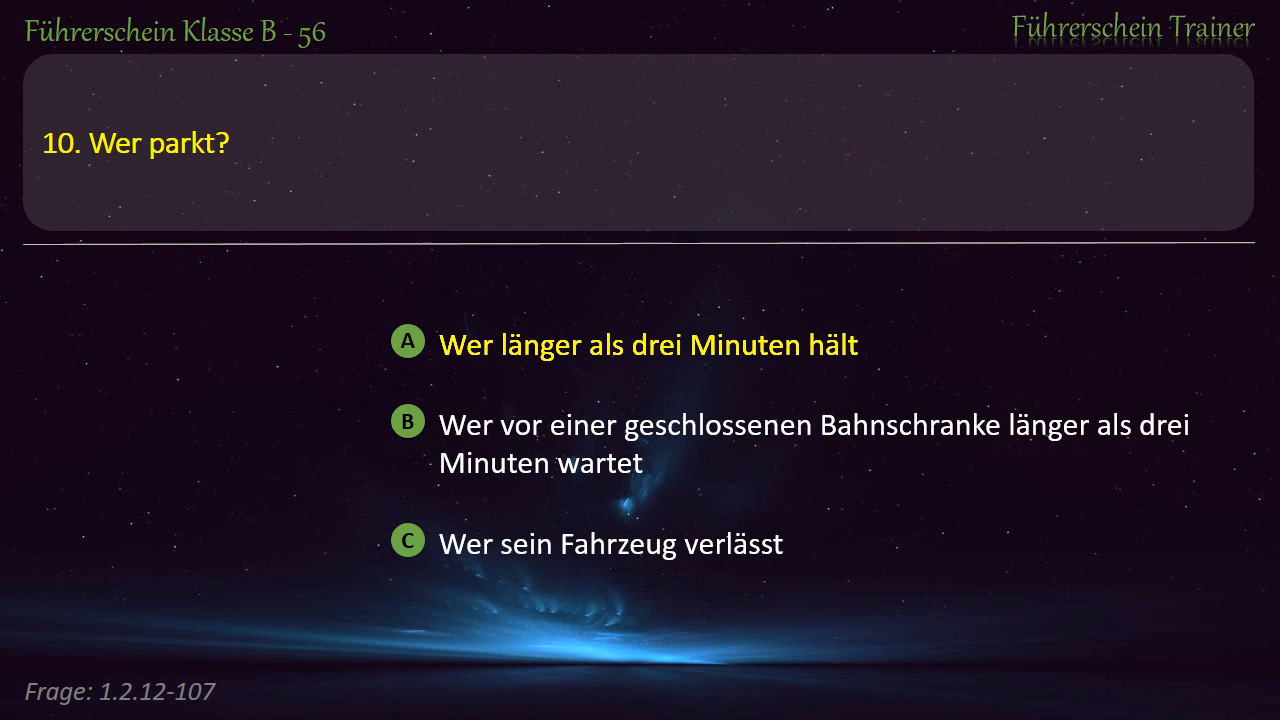 Führerschein Klasse B - 56
Führerschein Trainer
10. Wer parkt?
A Wer länger als drei Minuten hält
B Wer vor einer geschlossenen Bahnschranke länger als drei
Minuten wartet
C Wer sein Fahrzeug verlässt
Frage: 1.2.12-107